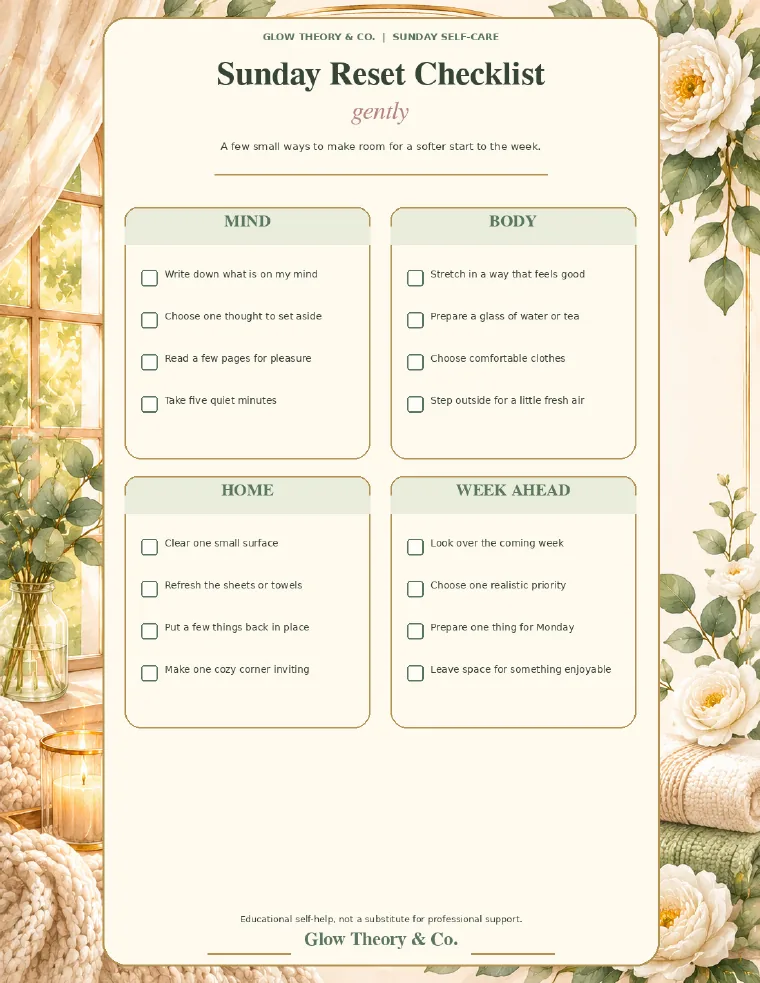 GLOW THEORY & CO. | SUNDAY SELF-CARE
Sunday Reset Checklist
gently
A few small ways to make room for a softer start to the week.
MIND
Write down what is on my mind
Choose one thought to set aside
Read a few pages for pleasure
Take five quiet minutes
BODY
Stretch in a way that feels good
Prepare a glass of water or tea
Choose comfortable clothes
Step outside for a little fresh air
HOME
Clear one small surface
Refresh the sheets or towels
Put a few things back in place
Make one cozy corner inviting
WEEK AHEAD
Look over the coming week
Choose one realistic priority
Prepare one thing for Monday
Leave space for something enjoyable
Educational self-help, not a substitute for professional support.
Glow Theory & Co.